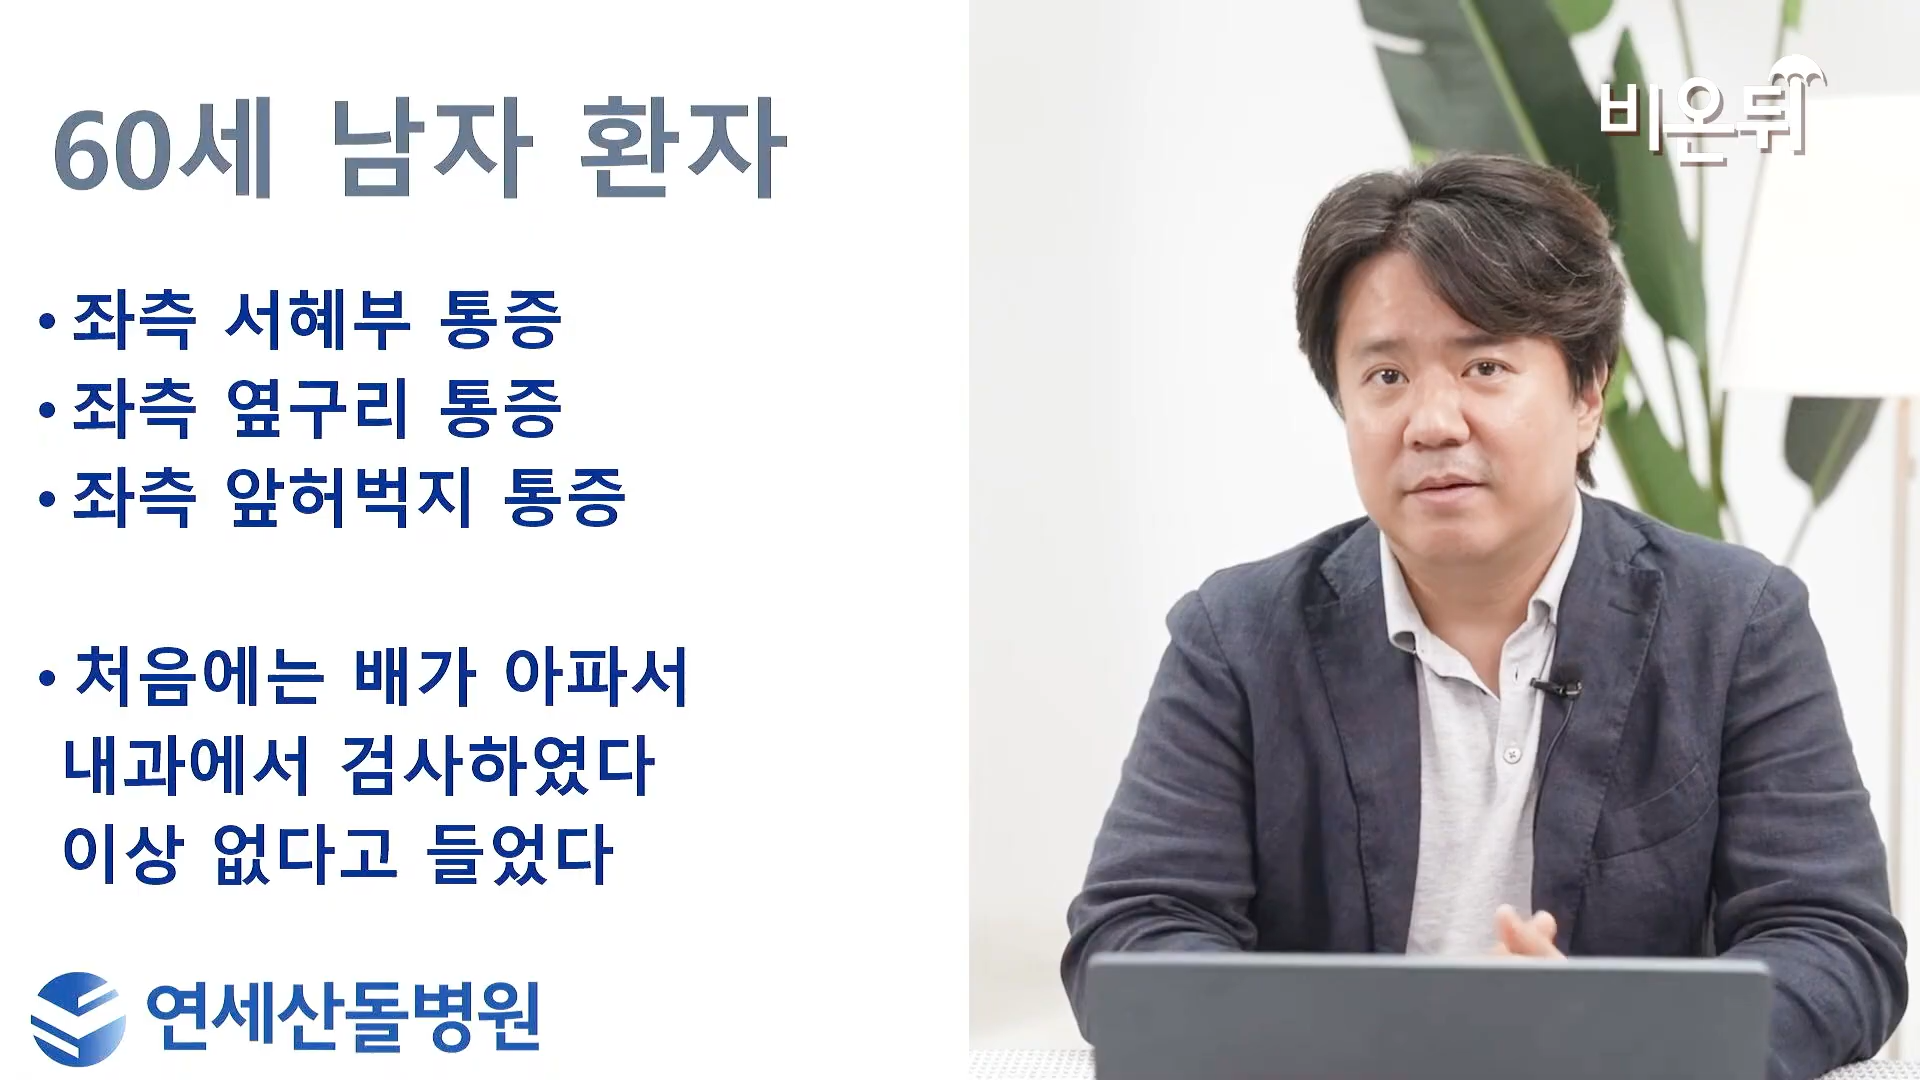 60세 남자 환자
• 좌측 서혜부 통증
• 좌측 옆구리 통증
• 좌측 앞허벅지 통증
• 처음에는 배가 아파서
내과에서 검사하였다
이상 없다고 들었다
연세산돌병원
비온뒤